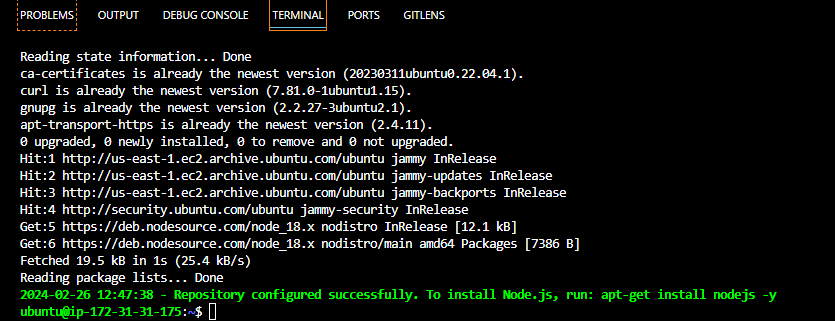 PROBLEMS OUTPUT DEBUG CONSOLE TERMINAL PORTS GITLENS
Reading state information... Done
ca-certificates is already the newest version (20230311ubuntu0.22.04.1).
curl is already the newest version (7.81.0-1ubuntu1.15).
gnupg is already the newest version (2.2.27-3ubuntu2.1).
apt-transport-https is already the newest version (2.4.11).
0 upgraded, 0 newly installed, 0 to remove and 0 not upgraded.
Hit:1 http://us-east-1.ec2.archive.ubuntu.com/ubuntu jammy InRelease
Hit:2 http://us-east-1.ec2.archive.ubuntu.com/ubuntu jammy-updates InRelease
Hit:3 http://us-east-1.ec2.archive.ubuntu.com/ubuntu jammy-backports InRelease
Hit:4 http://security.ubuntu.com/ubuntu jammy-security InRelease
Get:5 https://deb.nodesource.com/node_18.x nodistro InRelease [12.1 kB]
Get:6 https://deb.nodesource.com/node_18.x nodistro/main amd64 Packages [7386 B]
Fetched 19.5 kB in 1s (25.4 kB/s)
Reading package lists... Done
2024-02-26 12:47:38 - Repository configured successfully. To install Node.js, run: apt-get install nodejs -y
ubuntu@ip-172-31-31-175:~$